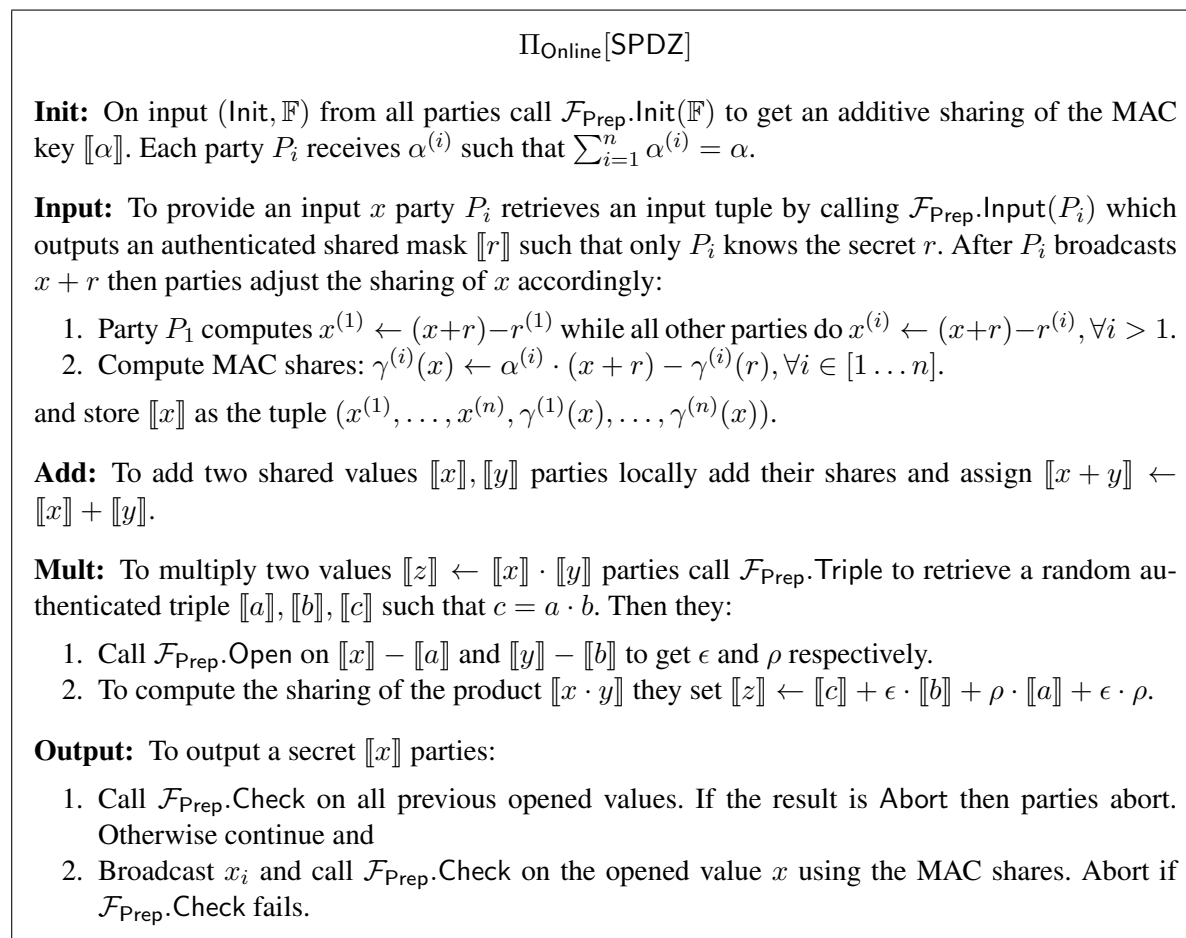 Π_Online[SPDZ]
Init: On input (Init, 𝔽) from all parties call ℱ_Prep.Init(𝔽) to get an additive sharing of the MAC
key ⟦α⟧. Each party P_i receives α^(i) such that ∑_{i=1}^{n} α^(i) = α.
Input: To provide an input x party P_i retrieves an input tuple by calling ℱ_Prep.Input(P_i) which
outputs an authenticated shared mask ⟦r⟧ such that only P_i knows the secret r. After P_i broadcasts
x + r then parties adjust the sharing of x accordingly:
1. Party P_1 computes x^(1) ← (x+r)−r^(1) while all other parties do x^(i) ← (x+r)−r^(i), ∀i > 1.
2. Compute MAC shares: γ^(i)(x) ← α^(i) · (x + r) − γ^(i)(r), ∀i ∈ [1 … n].
and store ⟦x⟧ as the tuple (x^(1), …, x^(n), γ^(1)(x), …, γ^(n)(x)).
Add: To add two shared values ⟦x⟧, ⟦y⟧ parties locally add their shares and assign ⟦x + y⟧ ←
⟦x⟧ + ⟦y⟧.
Mult: To multiply two values ⟦z⟧ ← ⟦x⟧ · ⟦y⟧ parties call ℱ_Prep.Triple to retrieve a random au-
thenticated triple ⟦a⟧, ⟦b⟧, ⟦c⟧ such that c = a · b. Then they:
1. Call ℱ_Prep.Open on ⟦x⟧ − ⟦a⟧ and ⟦y⟧ − ⟦b⟧ to get ϵ and ρ respectively.
2. To compute the sharing of the product ⟦x · y⟧ they set ⟦z⟧ ← ⟦c⟧ + ϵ · ⟦b⟧ + ρ · ⟦a⟧ + ϵ · ρ.
Output: To output a secret ⟦x⟧ parties:
1. Call ℱ_Prep.Check on all previous opened values. If the result is Abort then parties abort.
Otherwise continue and
2. Broadcast x_i and call ℱ_Prep.Check on the opened value x using the MAC shares. Abort if
ℱ_Prep.Check fails.